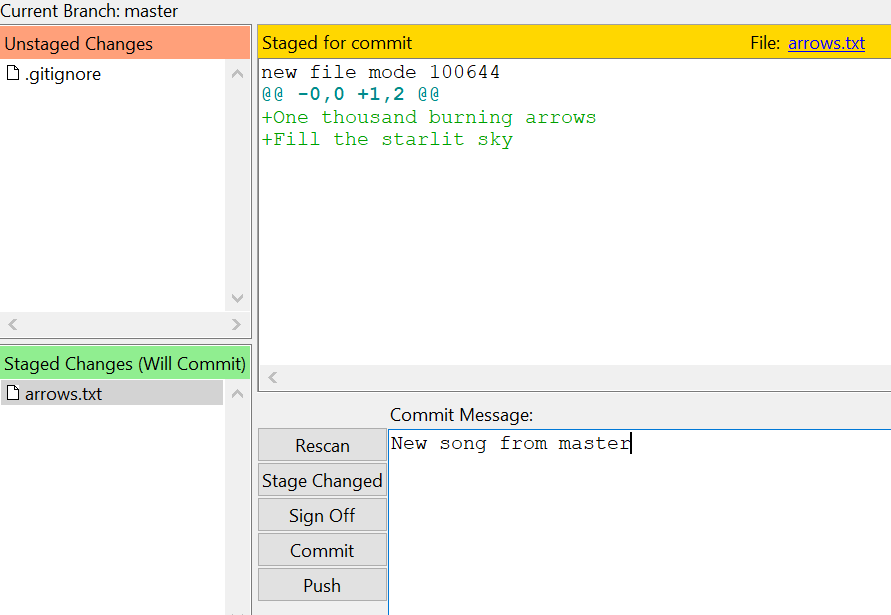 Current Branch: master
Unstaged Changes
.gitignore
Staged for commit
File: arrows.txt
new file mode 100644
@@ -0,0 +1,2 @@
+One thousand burning arrows
+Fill the starlit sky
Staged Changes (Will Commit)
arrows.txt
Commit Message:
New song from master
Rescan
Stage Changed
Sign Off
Commit
Push